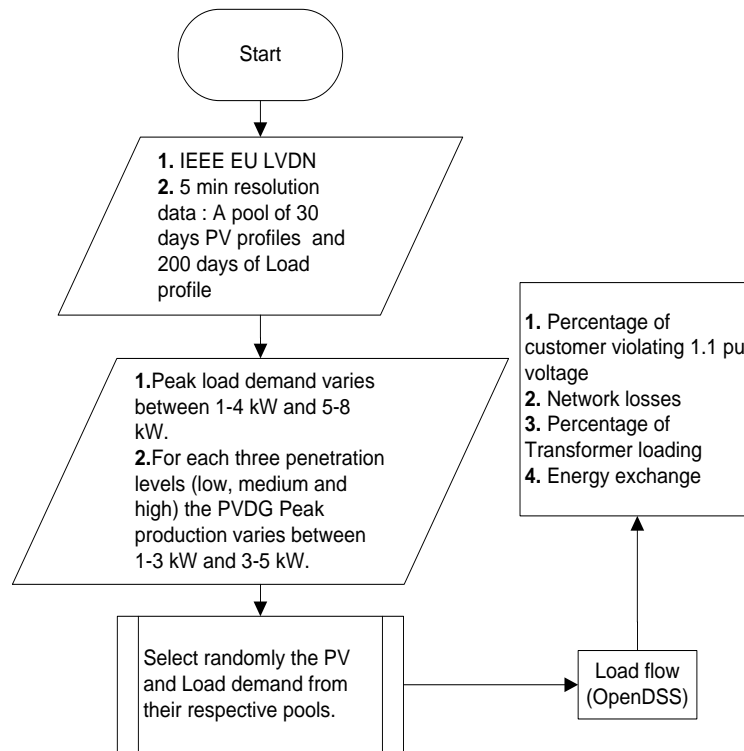 Start
1. IEEE EU LVDN
2. 5 min resolution
data : A pool of 30
days PV profiles and
200 days of Load
profile
1.Peak load demand varies
between 1-4 kW and 5-8
kW.
2.For each three penetration
levels (low, medium and
high) the PVDG Peak
production varies between
1-3 kW and 3-5 kW.
Select randomly the PV
and Load demand from
their respective pools.
Load flow
(OpenDSS)
1. Percentage of
customer violating 1.1 pu
voltage
2. Network losses
3. Percentage of
Transformer loading
4. Energy exchange